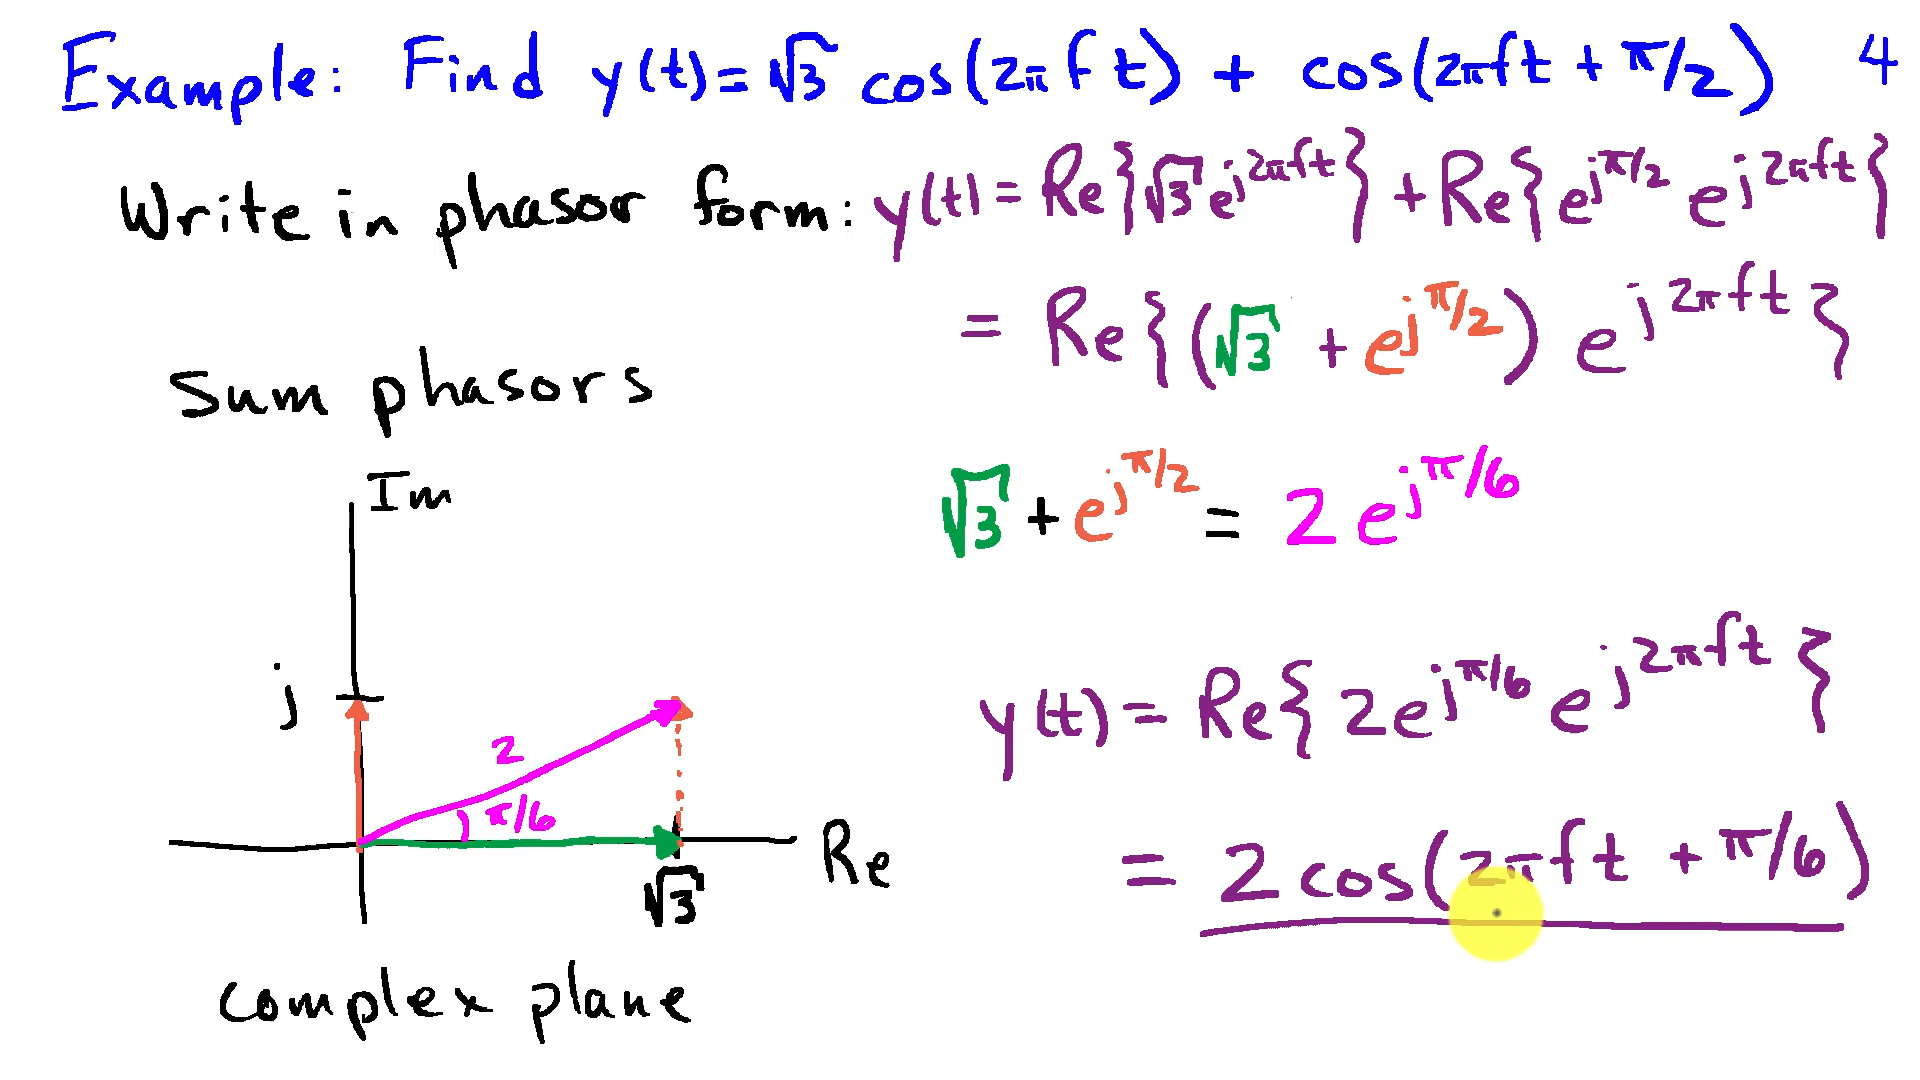 Example: Find y(t) = √3 cos(2πft) + cos(2πft + π/2) 4
Write in phasor form: y(t) = Re{√3 e^{j2πft}} + Re{e^{jπ/2} e^{j2πft}}
= Re{(√3 + e^{jπ/2}) e^{j2πft}}
Sum phasors
√3 + e^{jπ/2} = 2 e^{jπ/6}
Im
j
2
π/6
√3
Re
complex plane
y(t) = Re{2e^{jπ/6} e^{j2πft}}
= 2 cos(2πft + π/6)